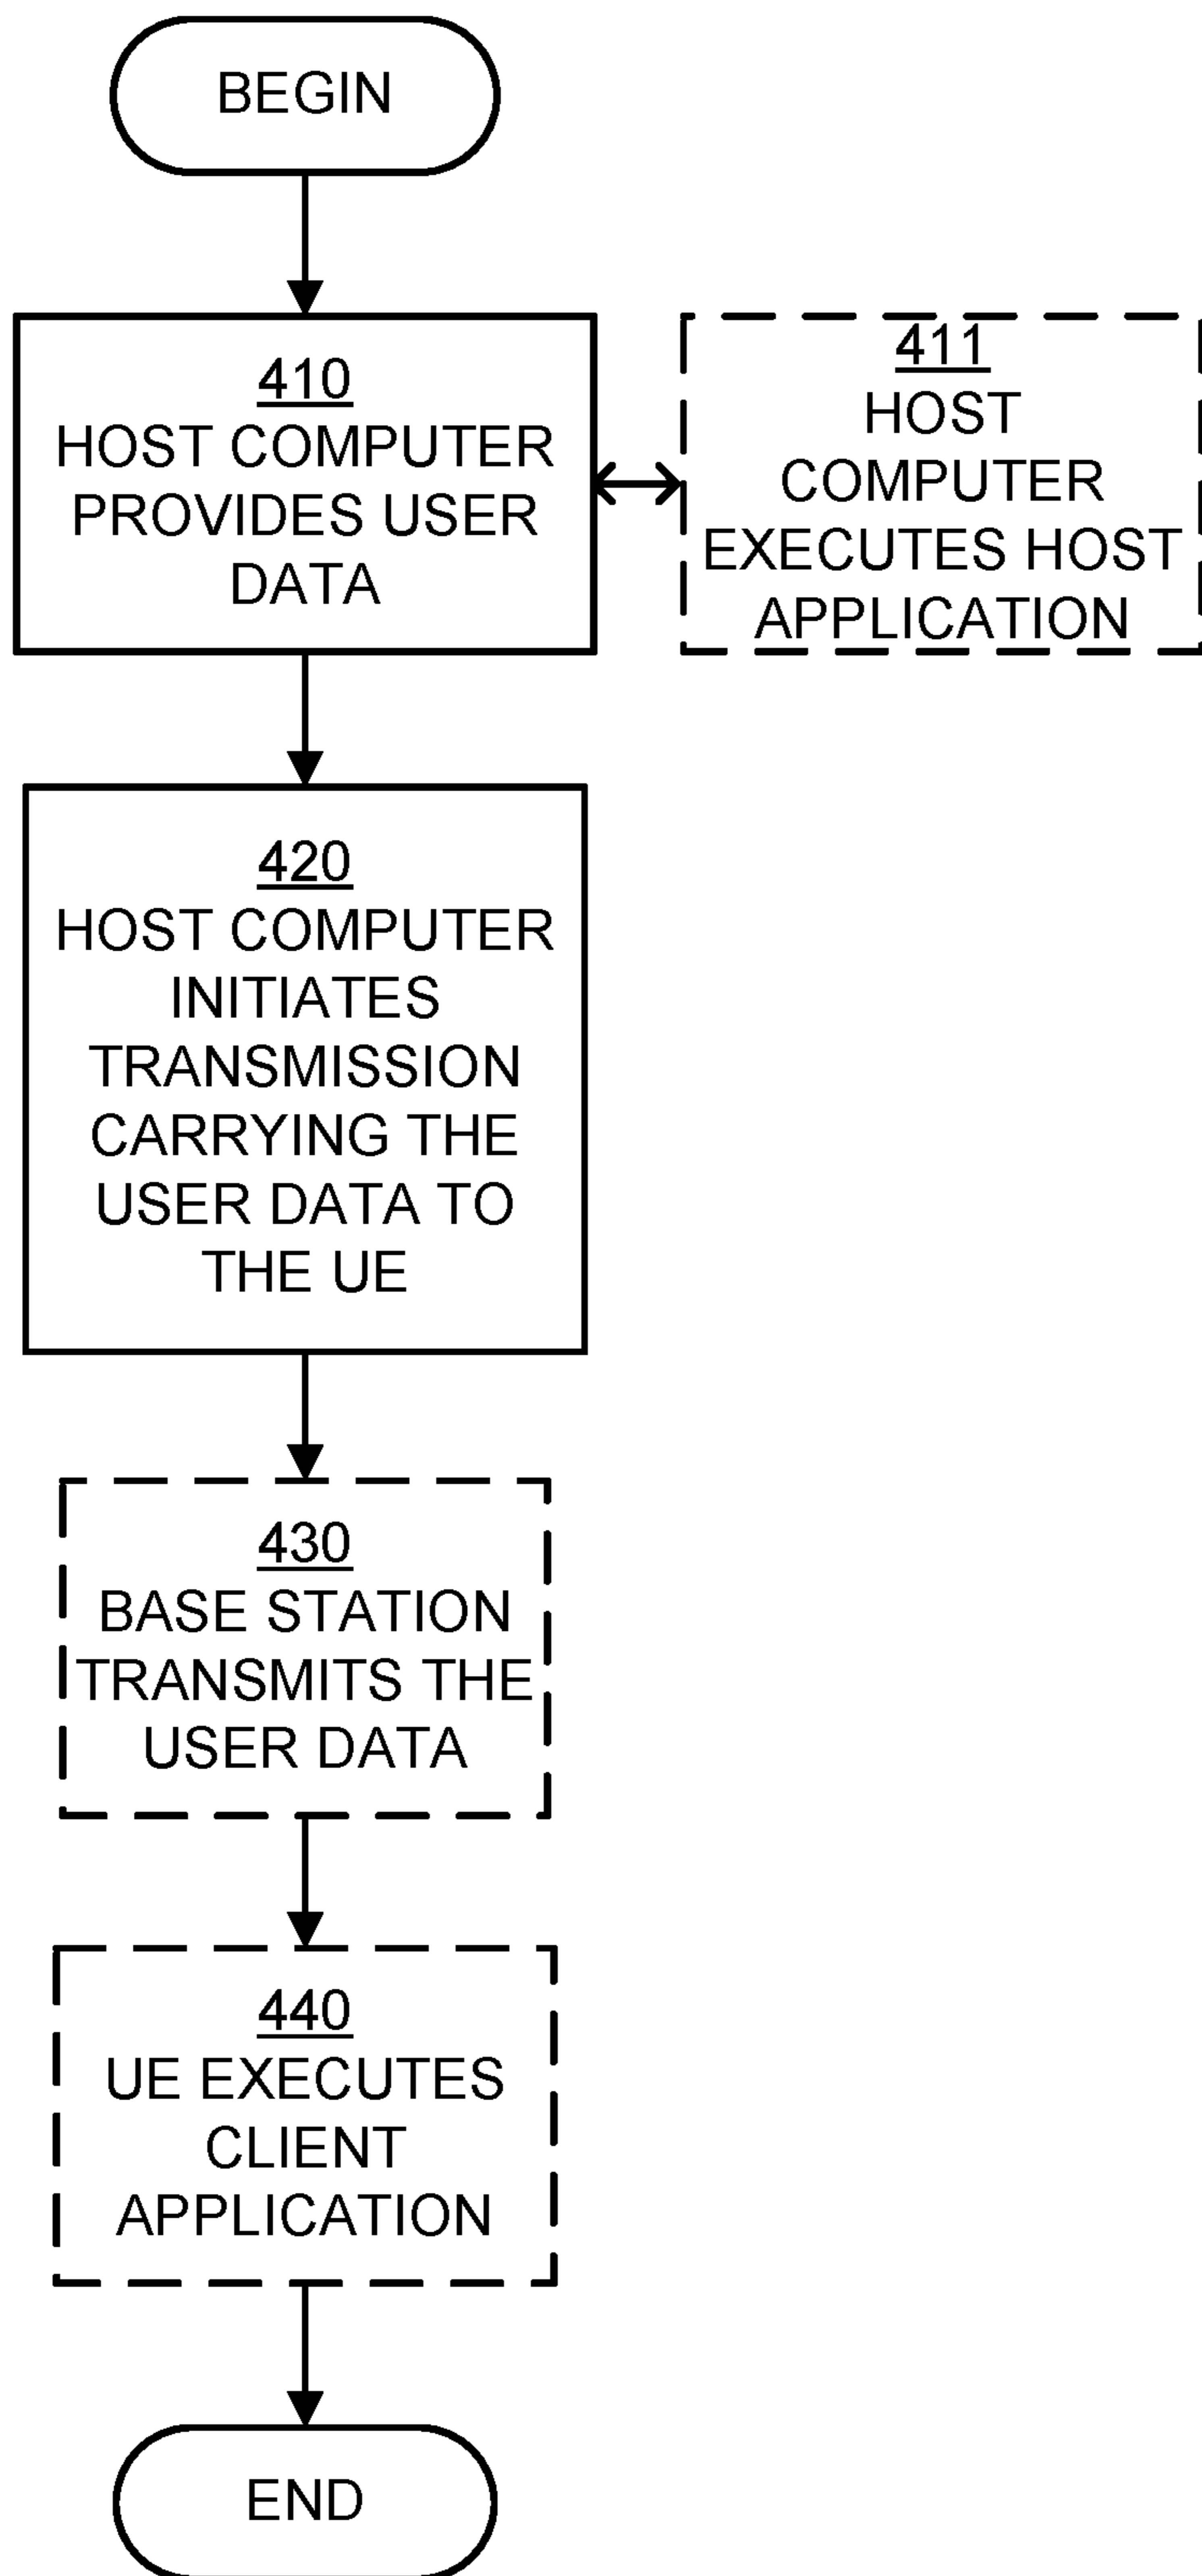 BEGIN
410
HOST COMPUTER
PROVIDES USER
DATA
411
HOST
COMPUTER
EXECUTES HOST
APPLICATION
420
HOST COMPUTER
INITIATES
TRANSMISSION
CARRYING THE
USER DATA TO
THE UE
430
BASE STATION
TRANSMITS THE
USER DATA
440
UE EXECUTES
CLIENT
APPLICATION
END